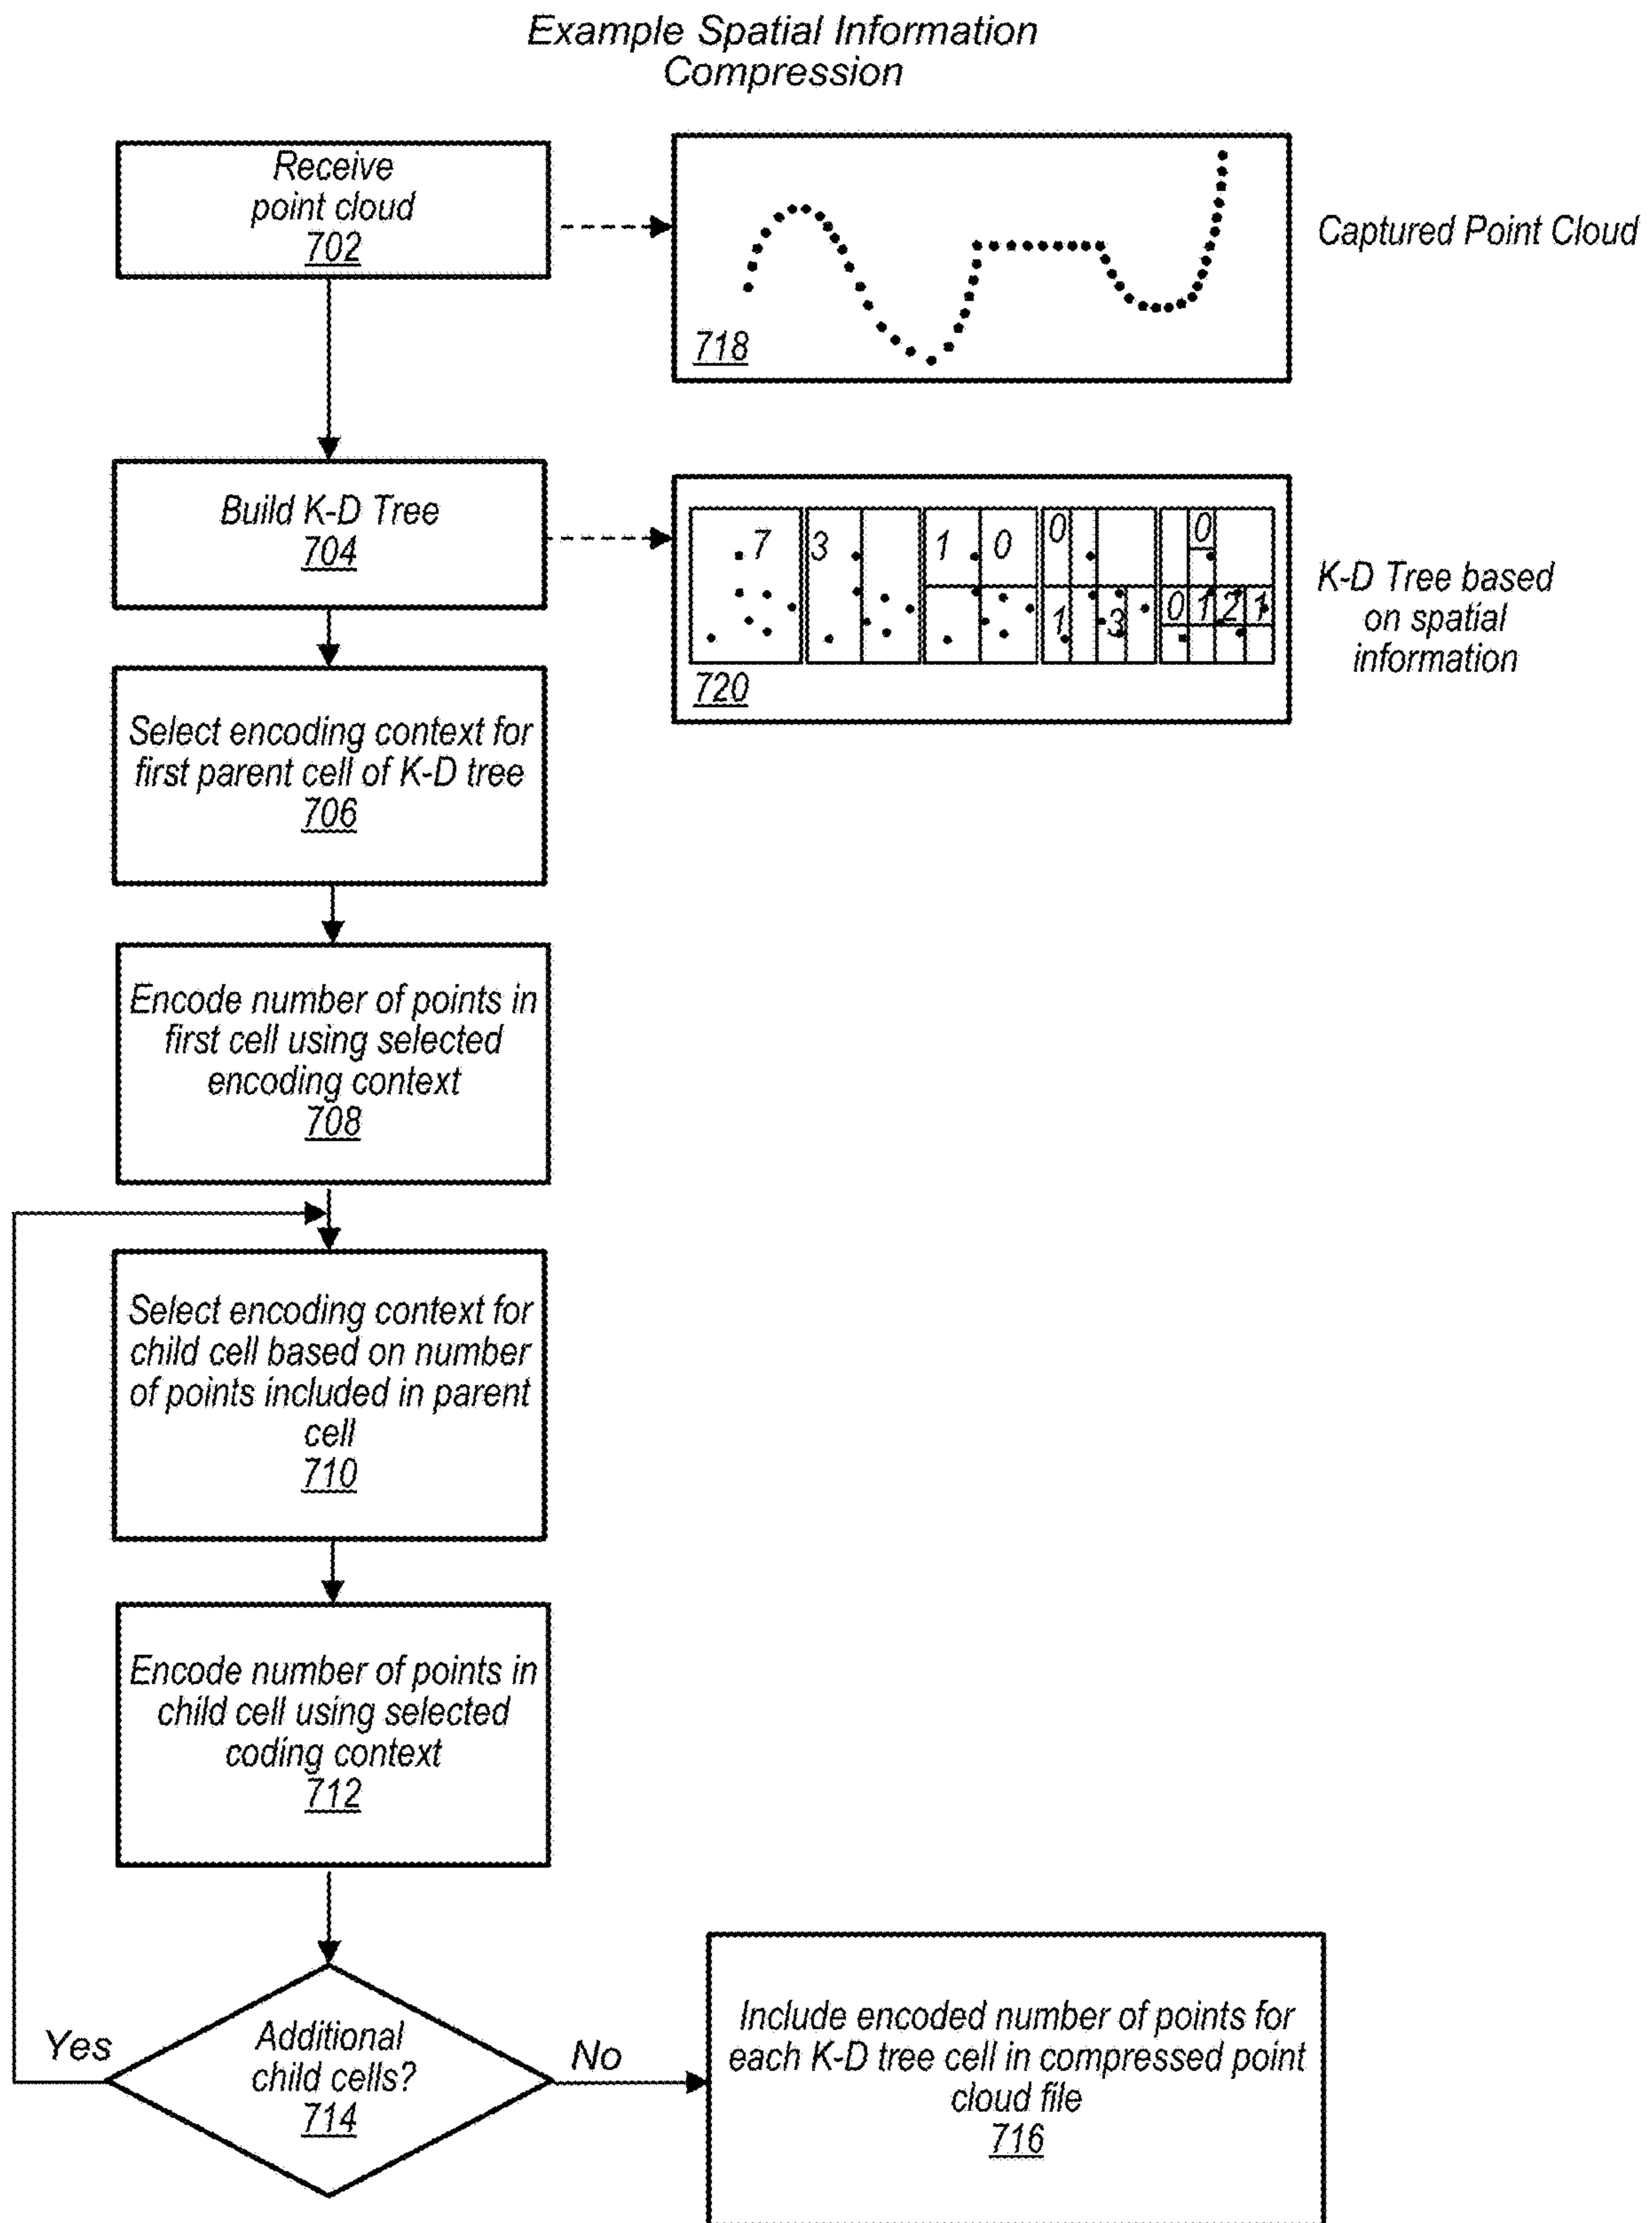 Example Spatial Information
Compression
Receive
point cloud
702
718
Captured Point Cloud
Build K-D Tree
704
7 3 1 0 0 0
1 3 0 1 2 1
720
K-D Tree based
on spatial
information
Select encoding context for
first parent cell of K-D tree
706
Encode number of points in
first cell using selected
encoding context
708
Select encoding context for
child cell based on number
of points included in parent
cell
710
Encode number of points in
child cell using selected
coding context
712
Yes
Additional
child cells?
714
No
Include encoded number of points for
each K-D tree cell in compressed point
cloud file
716